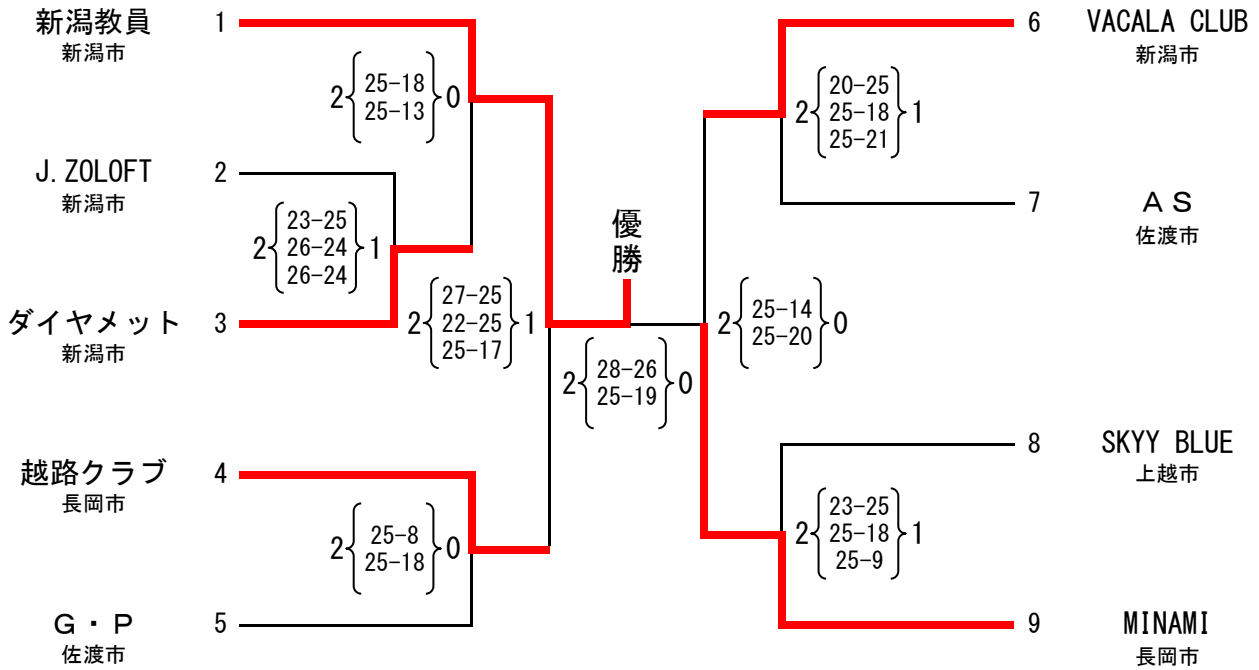 新潟教員 1
新潟市
2 25-18 0
25-13
J.ZOLOFT 2
新潟市
2 23-25 1
26-24
26-24
ダイヤメット 3
新潟市
2 27-25 1
22-25
25-17
越路クラブ 4
長岡市
2 25-8 0
25-18
G・P 5
佐渡市
優勝
2 28-26 0
25-19
6 VACALA CLUB
新潟市
2 20-25 1
25-18
25-21
7 AS
佐渡市
2 25-14 0
25-20
8 SKYY BLUE
上越市
2 23-25 1
25-18
25-9
9 MINAMI
長岡市